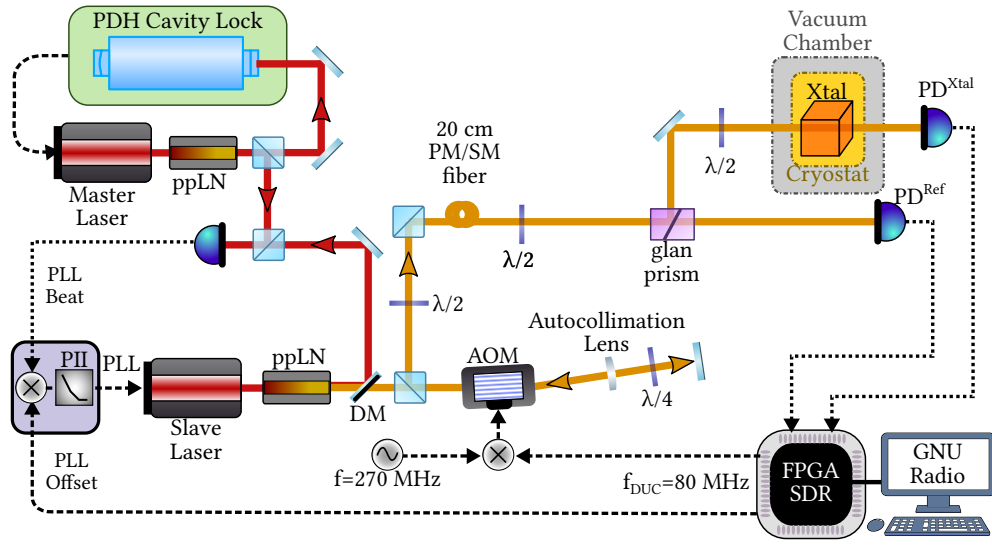 PDH Cavity Lock
Vacuum
Chamber
Xtal
Cryostat
PD^Xtal
Master
Laser
ppLN
20 cm
PM/SM
fiber
λ/2
PD^Ref
λ/2
glan
prism
PLL
Beat
λ/2
PII
PLL
ppLN
Slave
Laser
DM
AOM
Autocollimation
Lens
λ/4
PLL
Offset
f=270 MHz
f_DUC=80 MHz
FPGA
SDR
GNU
Radio